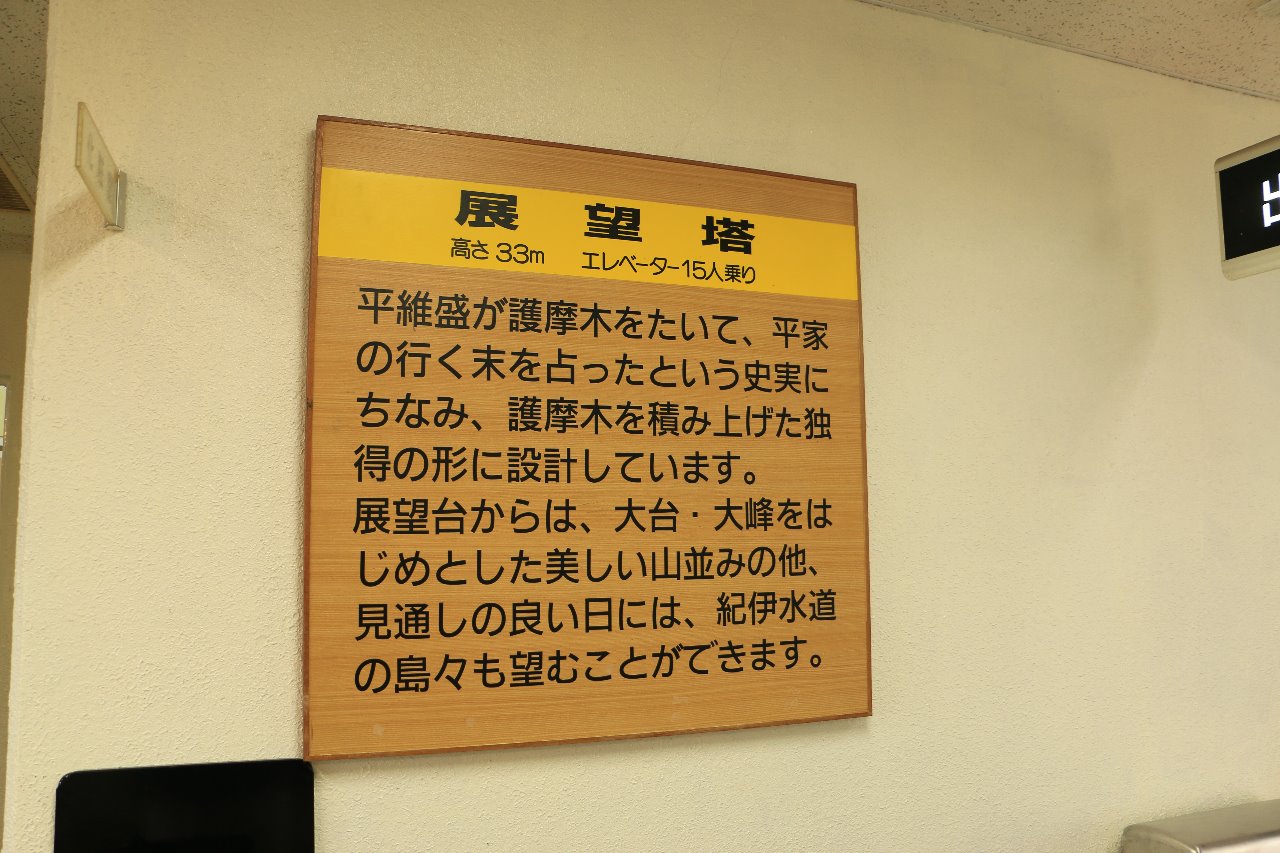 展望塔
高さ33m エレベーター15人乗り
平維盛が護摩木をたいて、平家
の行く末を占ったという史実に
ちなみ、護摩木を積み上げた独
得の形に設計しています。
展望台からは、大台・大峰をは
じめとした美しい山並みの他、
見通しの良い日には、紀伊水道
の島々も望むことができます。